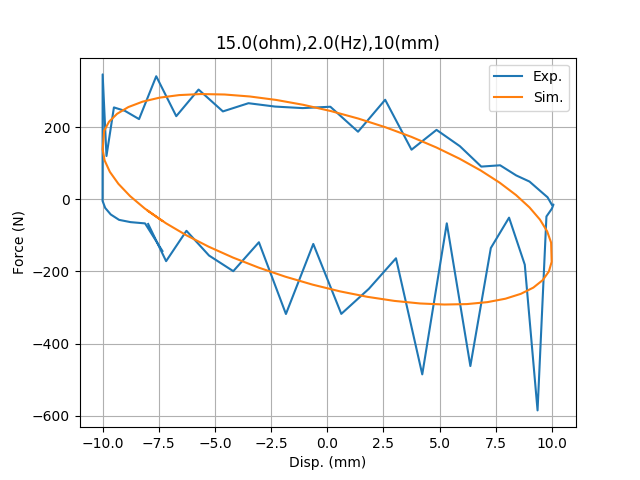 15.0(ohm),2.0(Hz),10(mm)
Exp.
Sim.
200
0
−200
−400
−600
Force (N)
−10.0 −7.5 −5.0 −2.5 0.0 2.5 5.0 7.5 10.0
Disp. (mm)